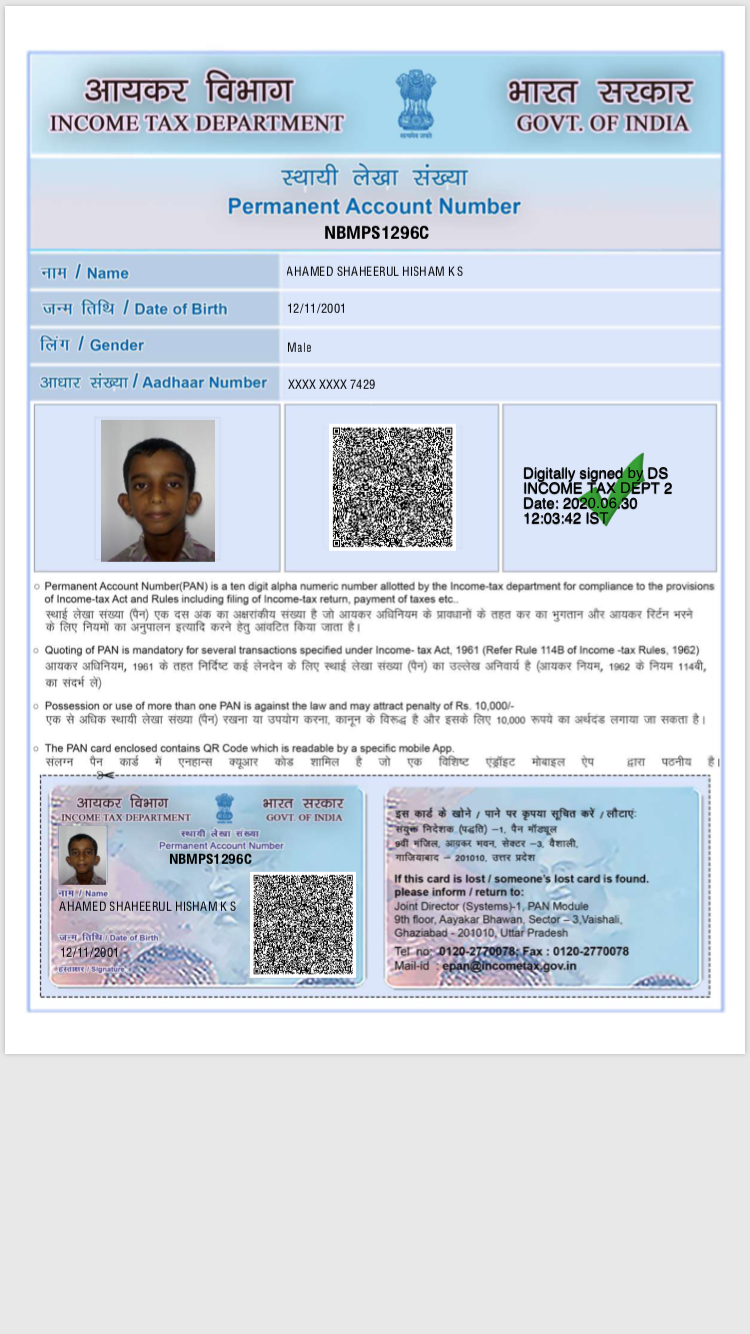 आयकर विभाग
INCOME TAX DEPARTMENT
भारत सरकार
GOVT. OF INDIA
स्थायी लेखा संख्या
Permanent Account Number
NBMPS1296C
नाम / Name
AHAMED SHAHEERUL HISHAM K S
जन्म तिथि / Date of Birth
12/11/2001
लिंग / Gender
Male
आधार संख्या / Aadhaar Number
XXXX XXXX 7429
Digitally signed by DS
INCOME TAX DEPT 2
Date: 2020.06.30
12:03:42 IST
Permanent Account Number(PAN) is a ten digit alpha numeric number allotted by the Income-tax department for compliance to the provisions
of Income-tax Act and Rules including filing of Income-tax return, payment of taxes etc..
स्थाई लेखा संख्या (पैन) एक दस अक का अक्षरांकीय संख्या है जो आयकर अधिनियम के प्रावधानों के तहत कर का भुगतान और आयकर रिर्टन भरने
के लिए नियमों का अनुपालन इत्यादि करने हेतु आवंटित किया जाता है।
Quoting of PAN is mandatory for several transactions specified under Income- tax Act, 1961 (Refer Rule 114B of Income -tax Rules, 1962)
आयकर अधिनियम, 1961 के तहत निर्दिष्ट कई लेनदेन के लिए स्थाई लेखा संख्या (पैन) का उल्लेख अनिवार्य है (आयकर नियम, 1962 के नियम 114बी,
का संदर्भ लें)
Possession or use of more than one PAN is against the law and may attract penalty of Rs. 10,000/-
एक से अधिक स्थायी लेखा संख्या (पैन) रखना या उपयोग करना, कानून के विरूद्ध है और इसके लिए 10,000 रूपये का अर्थदंड लगाया जा सकता है।
The PAN card enclosed contains QR Code which is readable by a specific mobile App.
संलग्न पैन कार्ड में एनहान्स क्यूआर कोड शामिल है जो एक विशिष्ट एंड्रॉइट मोबाइल ऐप द्वारा पठनीय है।
आयकर विभाग
INCOME TAX DEPARTMENT
भारत सरकार
GOVT. OF INDIA
स्थायी लेखा संख्या
Permanent Account Number
NBMPS1296C
नाम / Name
AHAMED SHAHEERUL HISHAM K S
जन्म तिथि / Date of Birth
12/11/2001
हस्ताक्षर / Signature
इस कार्ड के खोने / पाने पर कृपया सूचित करें / लौटाएं:
संयुक्त निदेशक (पद्धति) –1, पैन मॉड्यूल
9वीं मंजिल, आयकर भवन, सेक्टर –3, वैशाली,
गाजियाबाद – 201010, उत्तर प्रदेश
If this card is lost / someone's lost card is found.
please inform / return to:
Joint Director (Systems)-1, PAN Module
9th floor, Aayakar Bhawan, Sector – 3,Vaishali,
Ghaziabad - 201010, Uttar Pradesh
Tel no: 0120-2770078; Fax : 0120-2770078
Mail-id : epan@incometax.gov.in